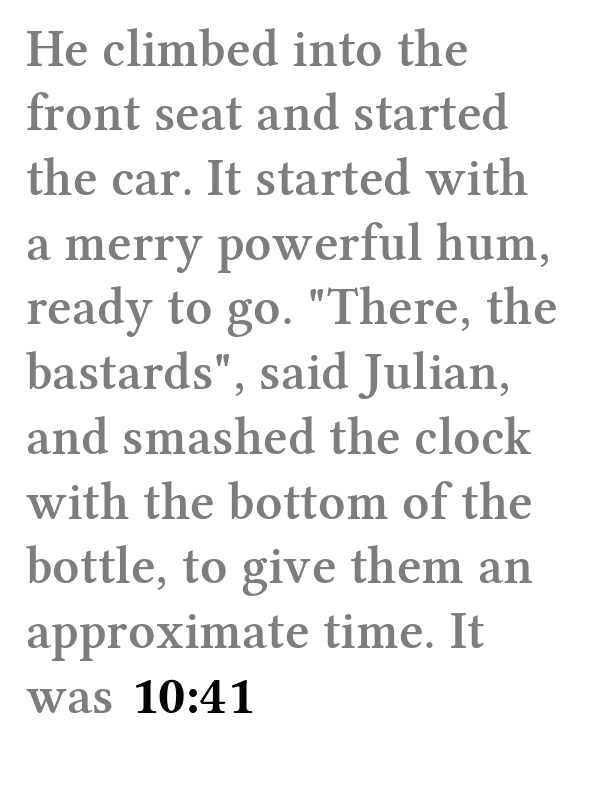 He climbed into the
front seat and started
the car. It started with
a merry powerful hum,
ready to go. "There, the
bastards", said Julian,
and smashed the clock
with the bottom of the
bottle, to give them an
approximate time. It
was 10:41